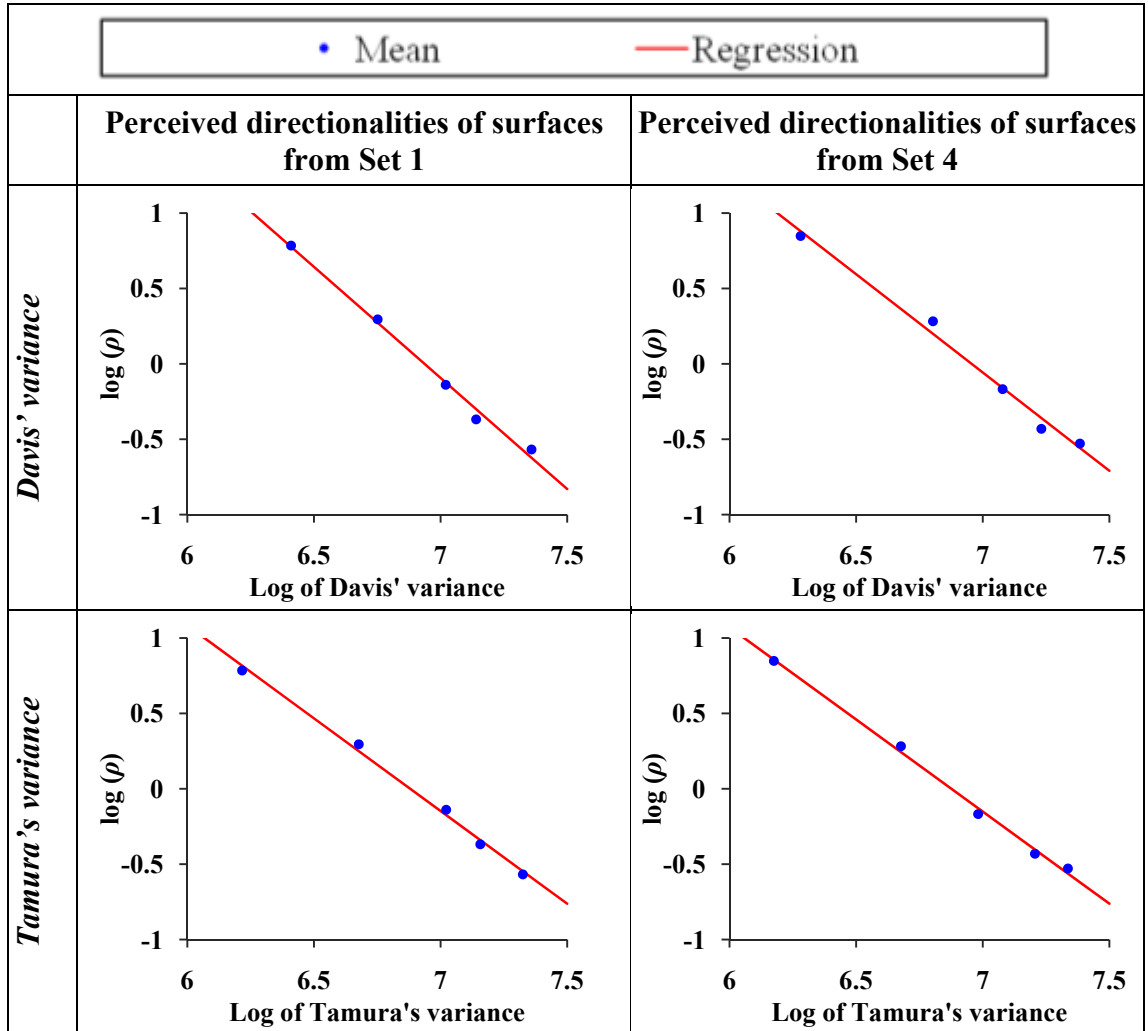 Mean
Regression
Perceived directionalities of surfaces
from Set 1
Perceived directionalities of surfaces
from Set 4
Davis’ variance
1
0.5
0
-0.5
-1
log (ρ)
6
6.5
7
7.5
Log of Davis' variance
1
0.5
0
-0.5
-1
log (ρ)
6
6.5
7
7.5
Log of Davis' variance
Tamura’s variance
1
0.5
0
-0.5
-1
log (ρ)
6
6.5
7
7.5
Log of Tamura's variance
1
0.5
0
-0.5
-1
log (ρ)
6
6.5
7
7.5
Log of Tamura's variance